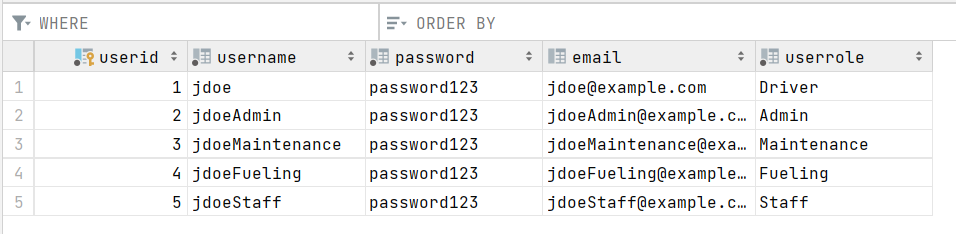 WHERE ORDER BY
userid username password email userrole
1 1 jdoe password123 jdoe@example.com Driver
2 2 jdoeAdmin password123 jdoeAdmin@example.c… Admin
3 3 jdoeMaintenance password123 jdoeMaintenance@exa… Maintenance
4 4 jdoeFueling password123 jdoeFueling@example… Fueling
5 5 jdoeStaff password123 jdoeStaff@example.c… Staff